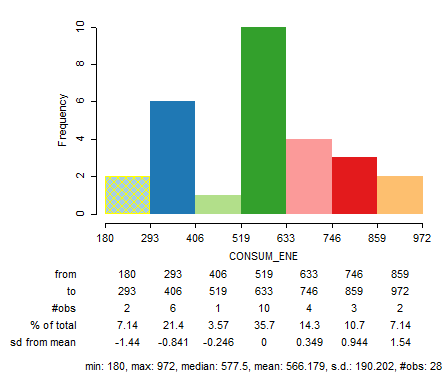 10
8
6
4
2
0
Frequency
180 293 406 519 633 746 859 972
CONSUM_ENE
from 180 293 406 519 633 746 859
to 293 406 519 633 746 859 972
#obs 2 6 1 10 4 3 2
% of total 7.14 21.4 3.57 35.7 14.3 10.7 7.14
sd from mean -1.44 -0.841 -0.246 0 0.349 0.944 1.54
min: 180, max: 972, median: 577.5, mean: 566.179, s.d.: 190.202, #obs: 28